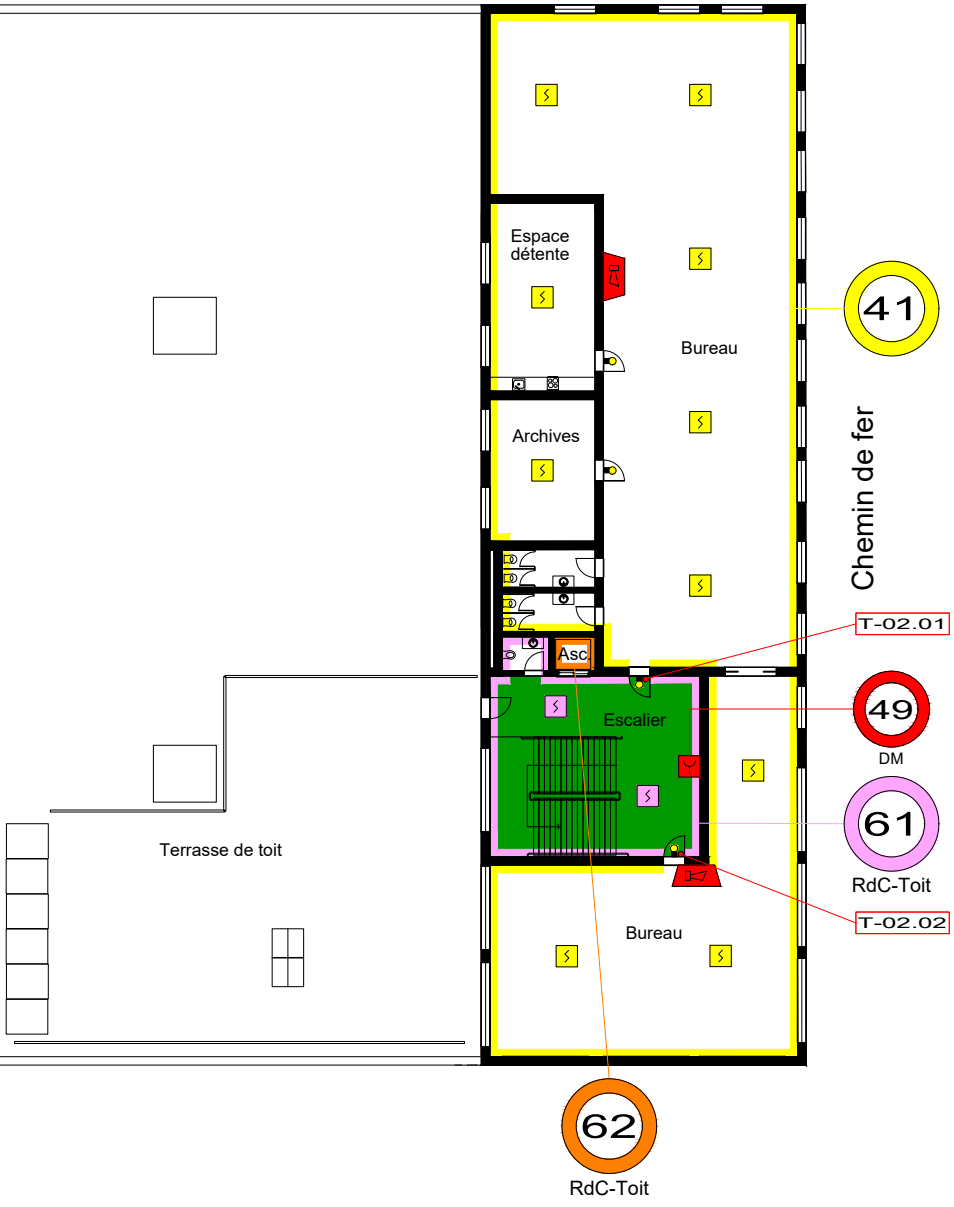 Espace
détente
41
Bureau
Chemin de fer
Archives
T-02.01
Asc.
49
DM
Escalier
61
RdC-Toit
Terrasse de toit
T-02.02
Bureau
62
RdC-Toit